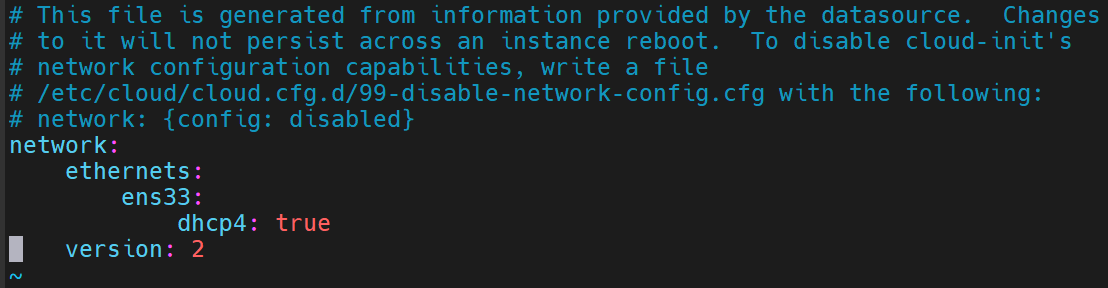 # This file is generated from information provided by the datasource.  Changes
# to it will not persist across an instance reboot.  To disable cloud-init's
# network configuration capabilities, write a file
# /etc/cloud/cloud.cfg.d/99-disable-network-config.cfg with the following:
# network: {config: disabled}
network:
    ethernets:
        ens33:
            dhcp4: true
    version: 2
~